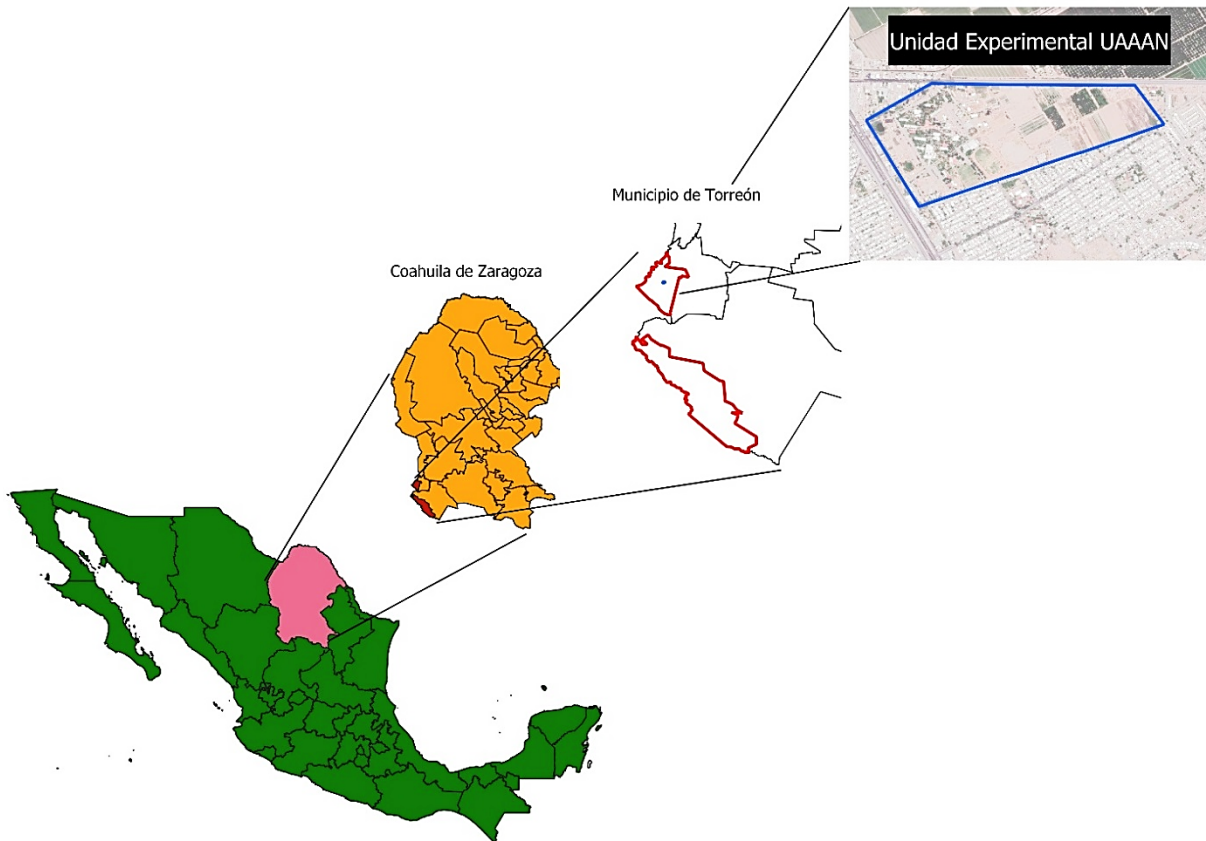 Unidad Experimental UAAAN
Municipio de Torreón
Coahuila de Zaragoza